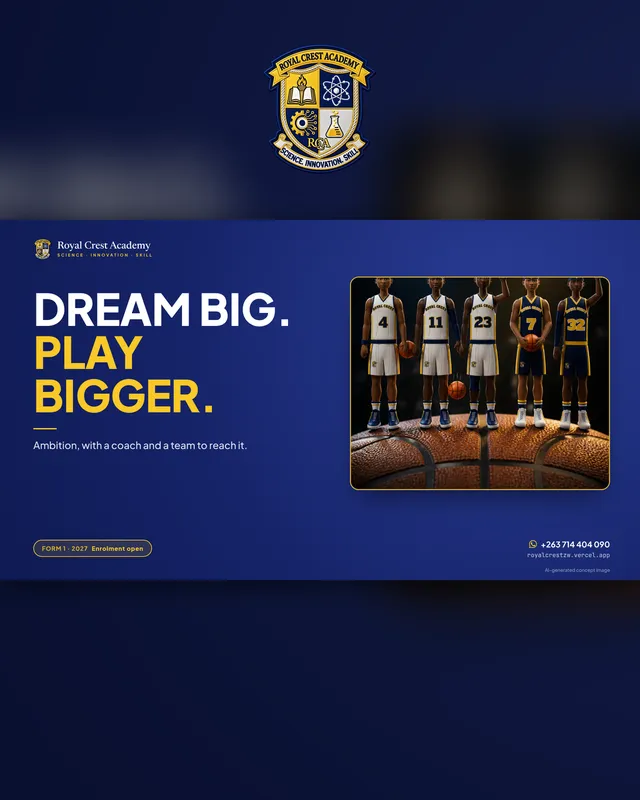 ROYAL CREST ACADEMY
RCA
SCIENCE. INNOVATION. SKILL
Royal Crest Academy
SCIENCE · INNOVATION · SKILL
DREAM BIG.
PLAY
BIGGER.
Ambition, with a coach and a team to reach it.
4
11
23
7
32
FORM 1 · 2027 Enrolment open
+263 714 404 090
royalcrestzw.vercel.app
AI-generated concept image